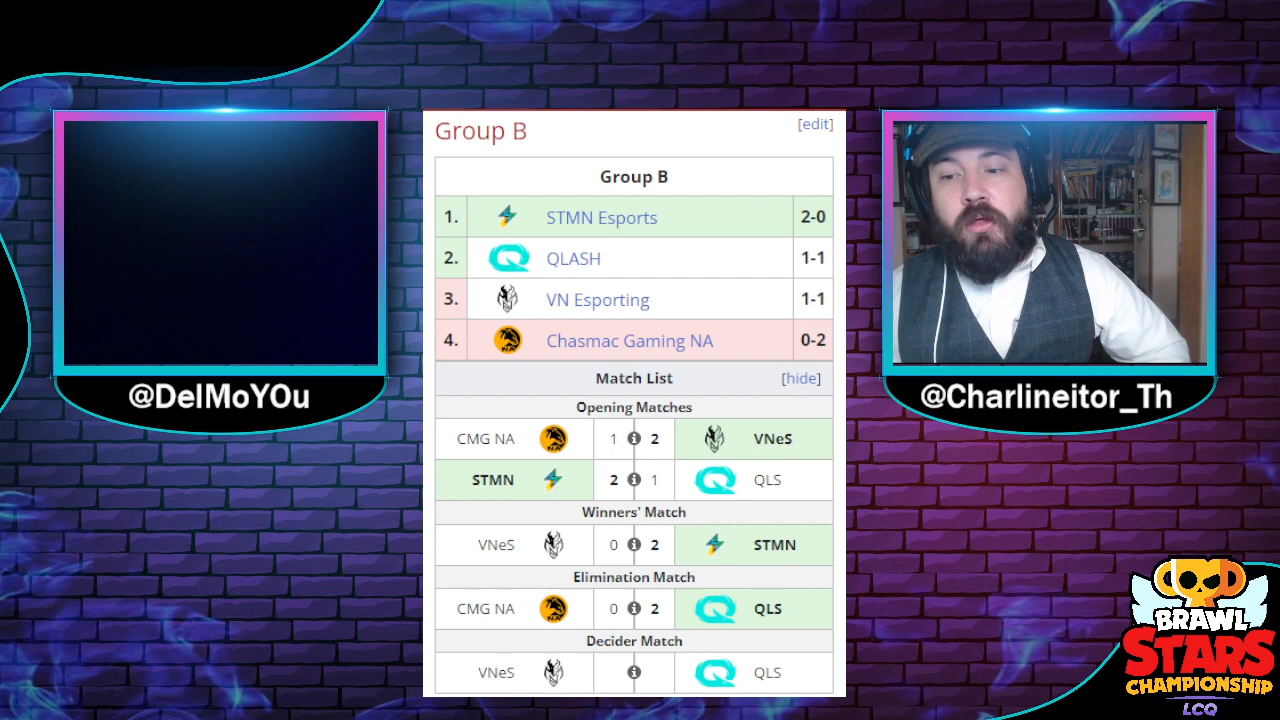 Group B [edit]
Group B
1. STMN Esports 2-0
2. QLASH 1-1
3. VN Esporting 1-1
4. Chasmac Gaming NA 0-2
Match List [hide]
Opening Matches
CMG NA 1 2 VNeS
STMN 2 1 QLS
Winners' Match
VNeS 0 2 STMN
Elimination Match
CMG NA 0 2 QLS
Decider Match
VNeS QLS
@DelMoYOu
@Charlineitor_Th
BRAWL
STARS
CHAMPIONSHIP
LCQ